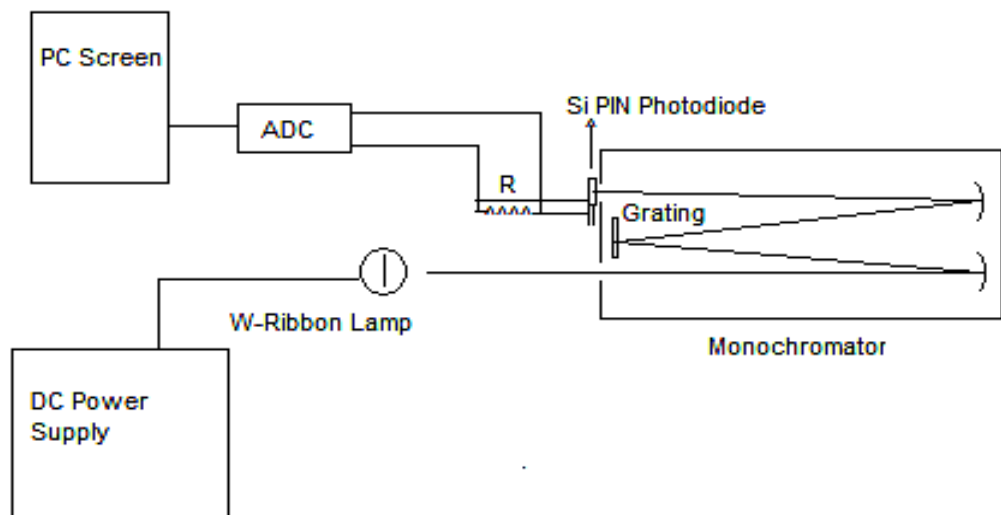 PC Screen
ADC
Si PIN Photodiode
R
Grating
W-Ribbon Lamp
Monochromator
DC Power
Supply